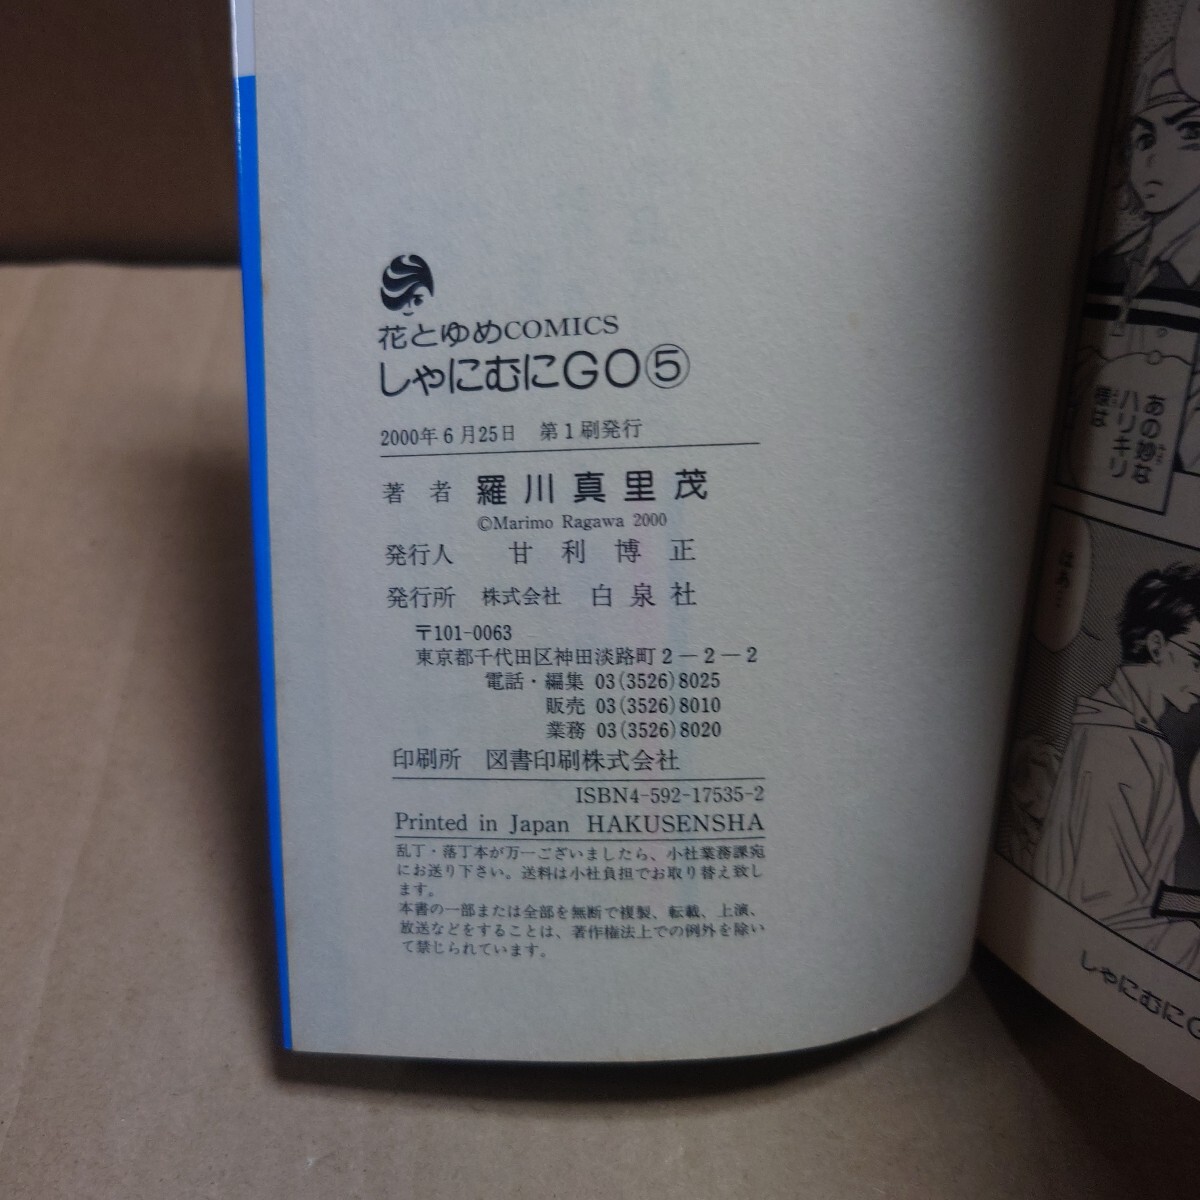 花とゆめCOMICS
しゃにむにGO⑤
2000年6月25日 第1刷発行
著者 羅川真里茂
©Marimo Ragawa 2000
発行人 甘利博正
発行所 株式会社 白泉社
〒101-0063
東京都千代田区神田淡路町2-2-2
電話・編集 03(3526)8025
販売 03(3526)8010
業務 03(3526)8020
印刷所 図書印刷株式会社
ISBN4-592-17535-2
Printed in Japan HAKUSENSHA
乱丁・落丁本が万一ございましたら、小社業務課宛
にお送り下さい。送料は小社負担でお取り替え致し
ます。
本書の一部または全部を無断で複製、転載、上演、
放送などをすることは、著作権法上での例外を除い
て禁じられています。
あの妙な
ハリキリ
様は
はあ…
しゃにむにG